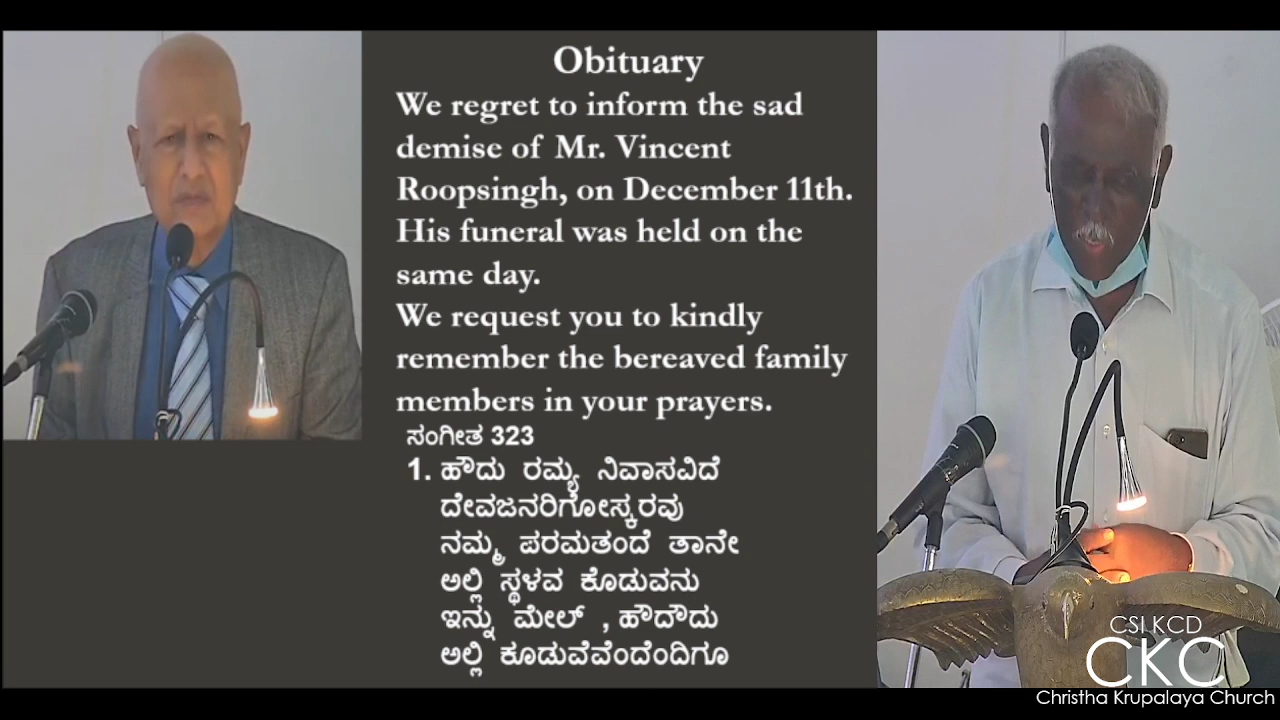 Obituary
We regret to inform the sad
demise of Mr. Vincent
Roopsingh, on December 11th.
His funeral was held on the
same day.
We request you to kindly
remember the bereaved family
members in your prayers.
ಸಂಗೀತ 323
1. ಹೌದು ರಮ್ಯ ನಿವಾಸವಿದೆ
ದೇವಜನರಿಗೋಸ್ಕರವು
ನಮ್ಮ ಪರಮತಂದೆ ತಾನೇ
ಅಲ್ಲಿ ಸ್ಥಳವ ಕೊಡುವನು
ಇನ್ನು ಮೇಲ್ , ಹೌದೌದು
ಅಲ್ಲಿ ಕೂಡುವೆವೆಂದೆಂದಿಗೂ
CSI KCD
CKC
Christha Krupalaya Church